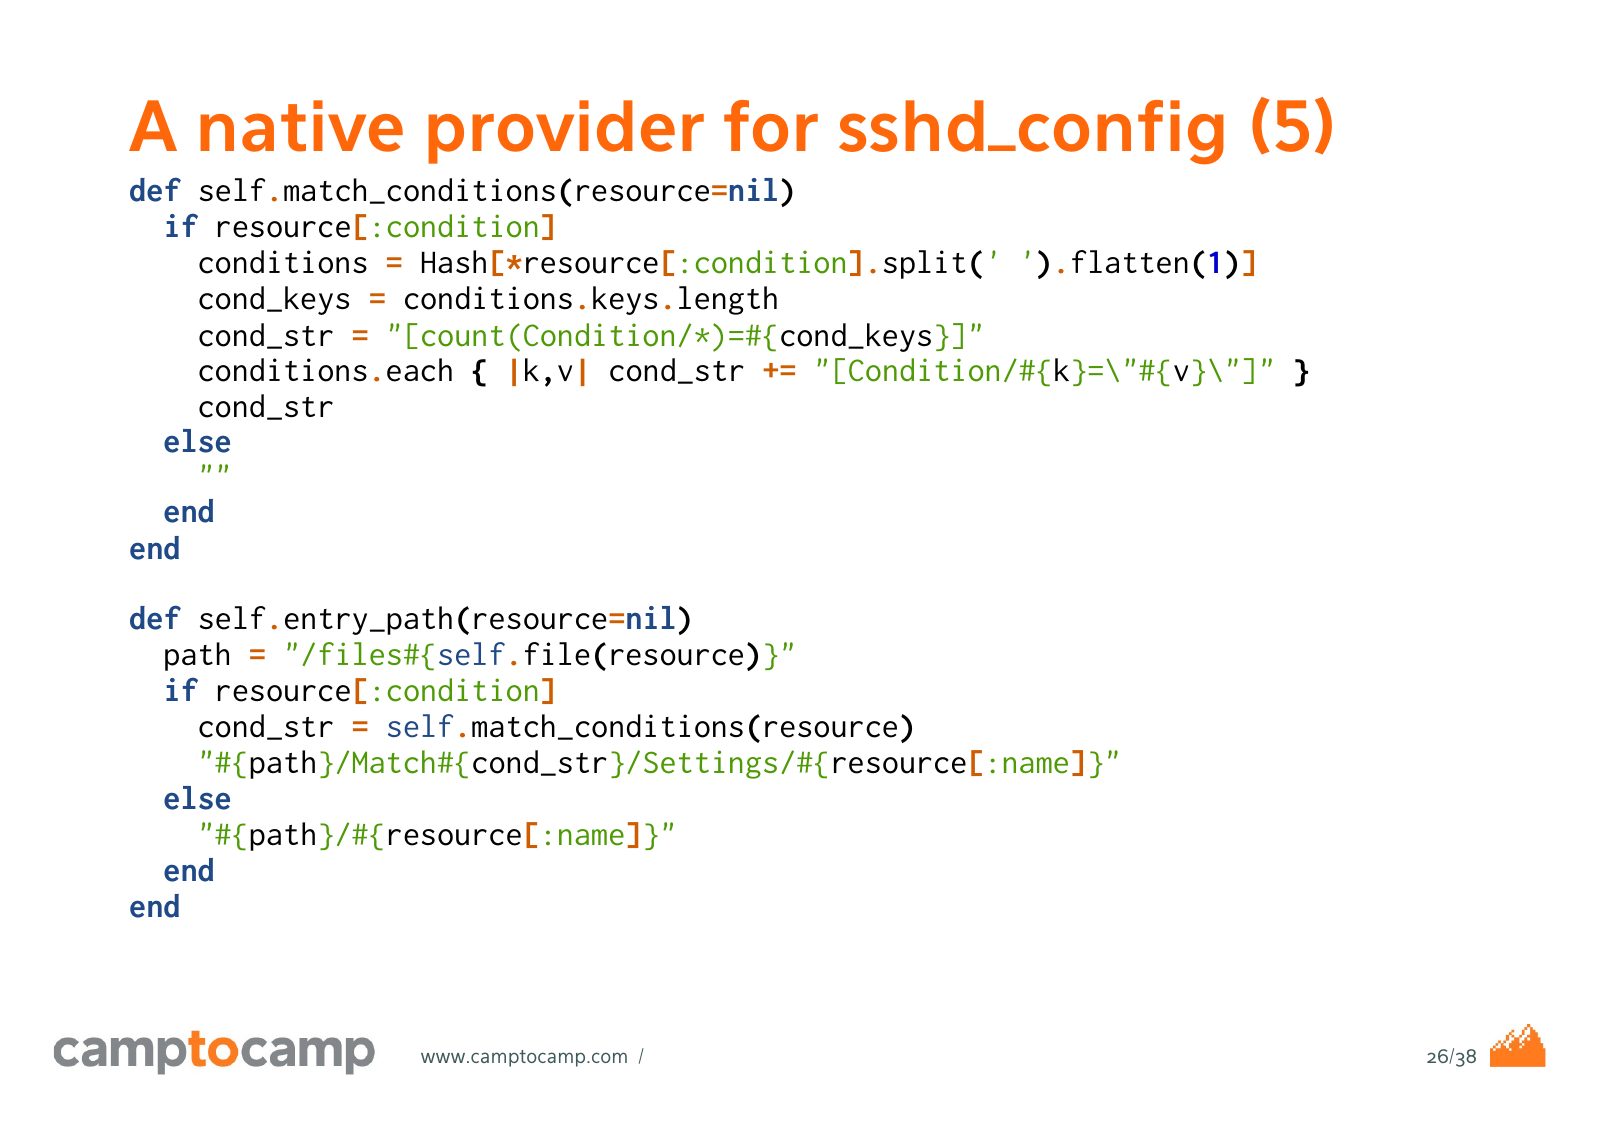 A native provider for sshd_config (5)
def self.match_conditions(resource=nil)
  if resource[:condition]
    conditions = Hash[*resource[:condition].split(' ').flatten(1)]
    cond_keys = conditions.keys.length
    cond_str = "[count(Condition/*)=#{cond_keys}]"
    conditions.each { |k,v| cond_str += "[Condition/#{k}=\"#{v}\"]" }
    cond_str
  else
    ""
  end
end

def self.entry_path(resource=nil)
  path = "/files#{self.file(resource)}"
  if resource[:condition]
    cond_str = self.match_conditions(resource)
    "#{path}/Match#{cond_str}/Settings/#{resource[:name]}"
  else
    "#{path}/#{resource[:name]}"
  end
end
camptocamp www.camptocamp.com / 26/38